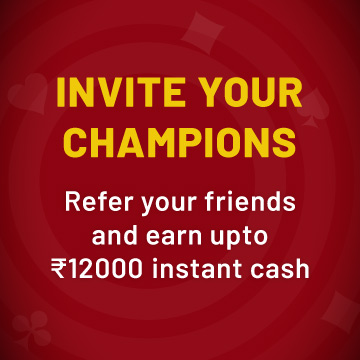 INVITE YOUR
CHAMPIONS
Refer your friends
and earn upto
₹12000 instant cash